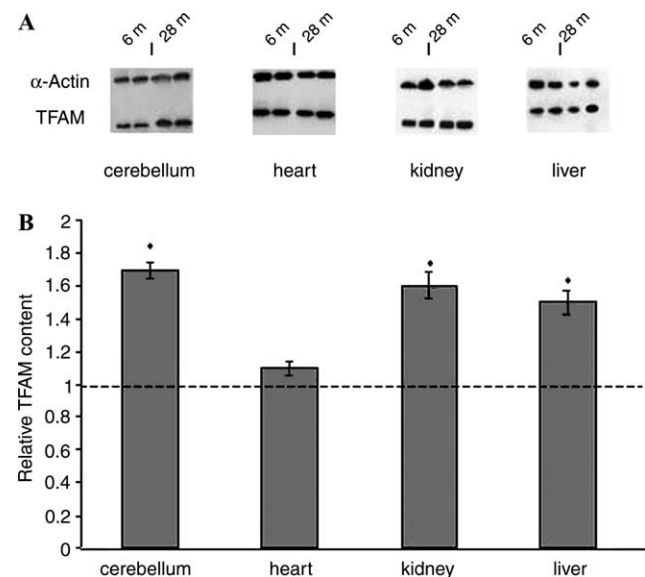 A
6 m 28 m 6 m 28 m 6 m 28 m 6 m 28 m
α-Actin
TFAM
cerebellum heart kidney liver
B
Relative TFAM content
2
1.8
1.6
1.4
1.2
1
0.8
0.6
0.4
0.2
0
cerebellum heart kidney liver